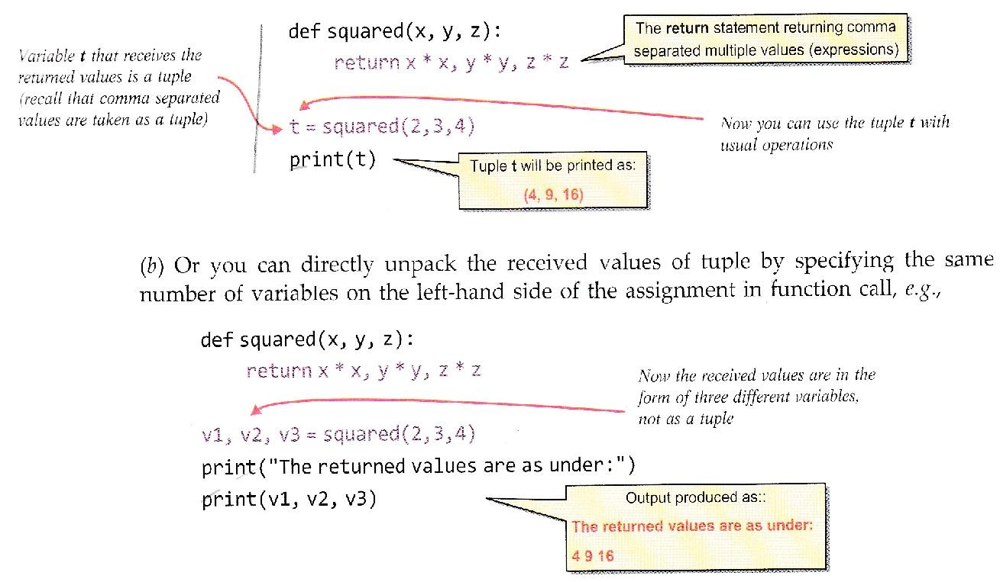 def squared(x, y, z):
return x * x, y * y, z * z
The return statement returning comma
separated multiple values (expressions)
Variable t that receives the
returned values is a tuple
(recall that comma separated
values are taken as a tuple)
t = squared(2,3,4)
print(t)
Now you can use the tuple t with
usual operations
Tuple t will be printed as:
(4, 9, 16)
(b) Or you can directly unpack the received values of tuple by specifying the same
number of variables on the left-hand side of the assignment in function call, e.g.,
def squared(x, y, z):
return x * x, y * y, z * z
Now the received values are in the
form of three different variables,
not as a tuple
v1, v2, v3 = squared(2,3,4)
print("The returned values are as under:")
print(v1, v2, v3)
Output produced as::
The returned values are as under:
4 9 16